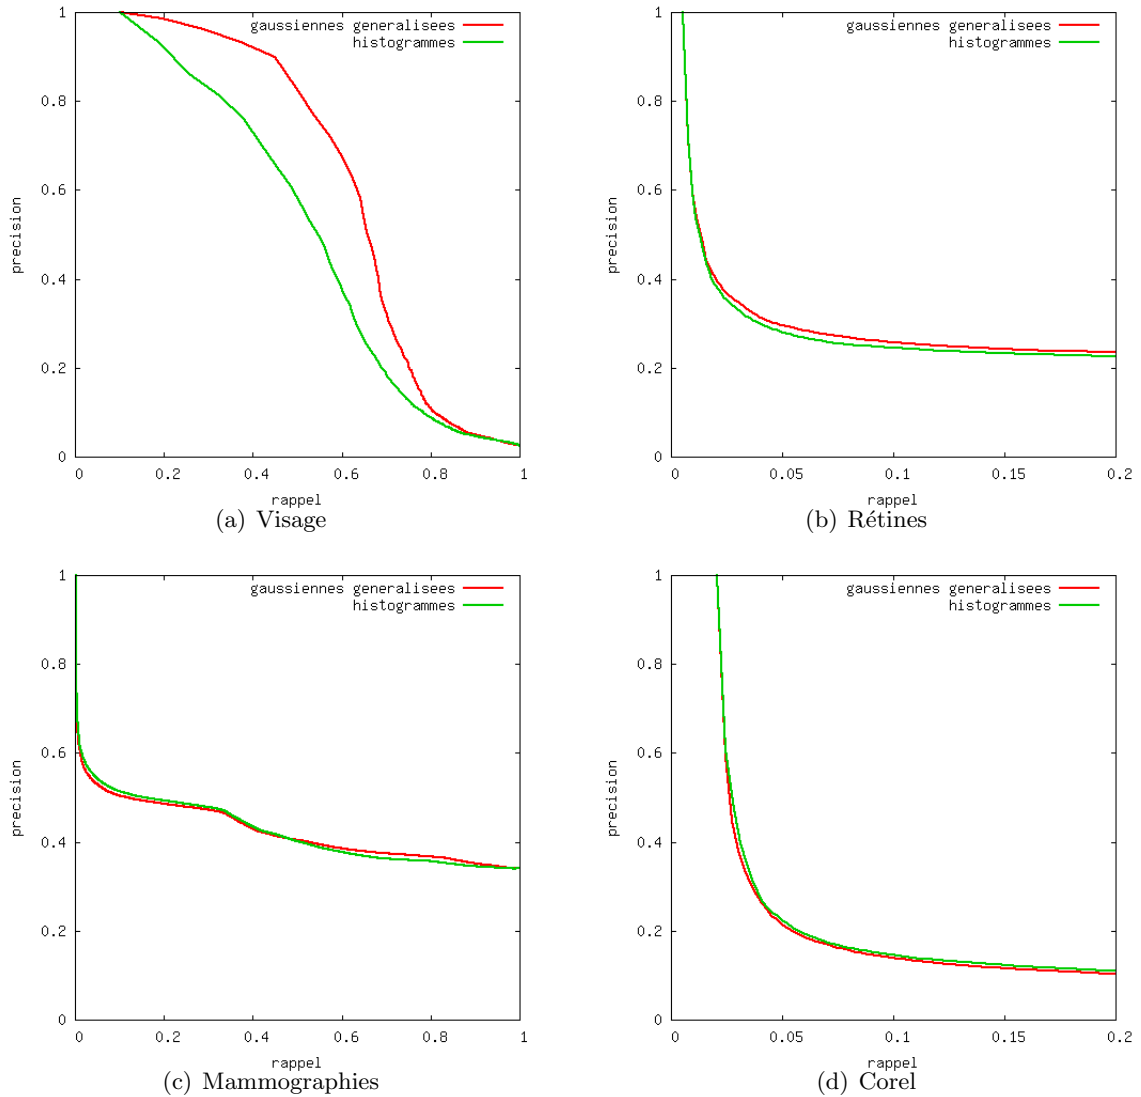 1
0.8
0.6
0.4
0.2
0
precision
gaussiennes generalisees
histogrammes
0 0.2 0.4 0.6 0.8 1
rappel
(a) Visage
1
0.8
0.6
0.4
0.2
0
precision
gaussiennes generalisees
histogrammes
0 0.05 0.1 0.15 0.2
rappel
(b) Rétines
1
0.8
0.6
0.4
0.2
0
precision
gaussiennes generalisees
histogrammes
0 0.2 0.4 0.6 0.8 1
rappel
(c) Mammographies
1
0.8
0.6
0.4
0.2
0
precision
gaussiennes generalisees
histogrammes
0 0.05 0.1 0.15 0.2
rappel
(d) Corel